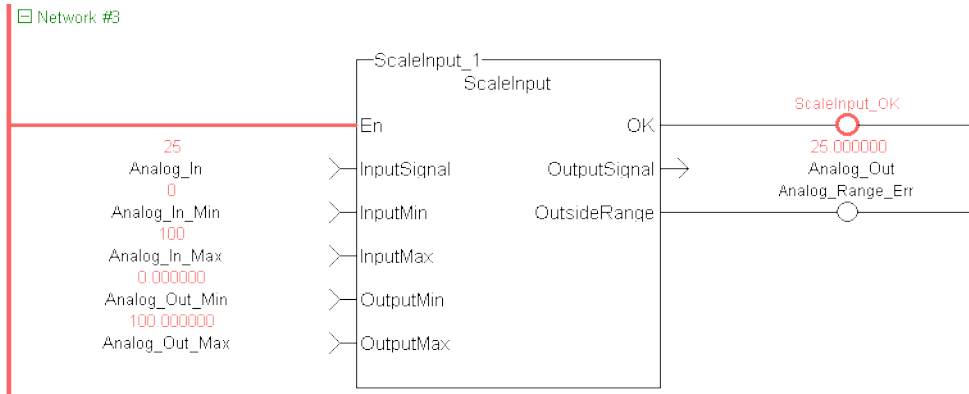 Network #3
ScaleInput_1
ScaleInput
ScaleInput_OK
En OK
25 25.000000
Analog_In InputSignal OutputSignal Analog_Out
0 Analog_Range_Err
Analog_In_Min InputMin OutsideRange
100
Analog_In_Max InputMax
0.000000
Analog_Out_Min OutputMin
100.000000
Analog_Out_Max OutputMax